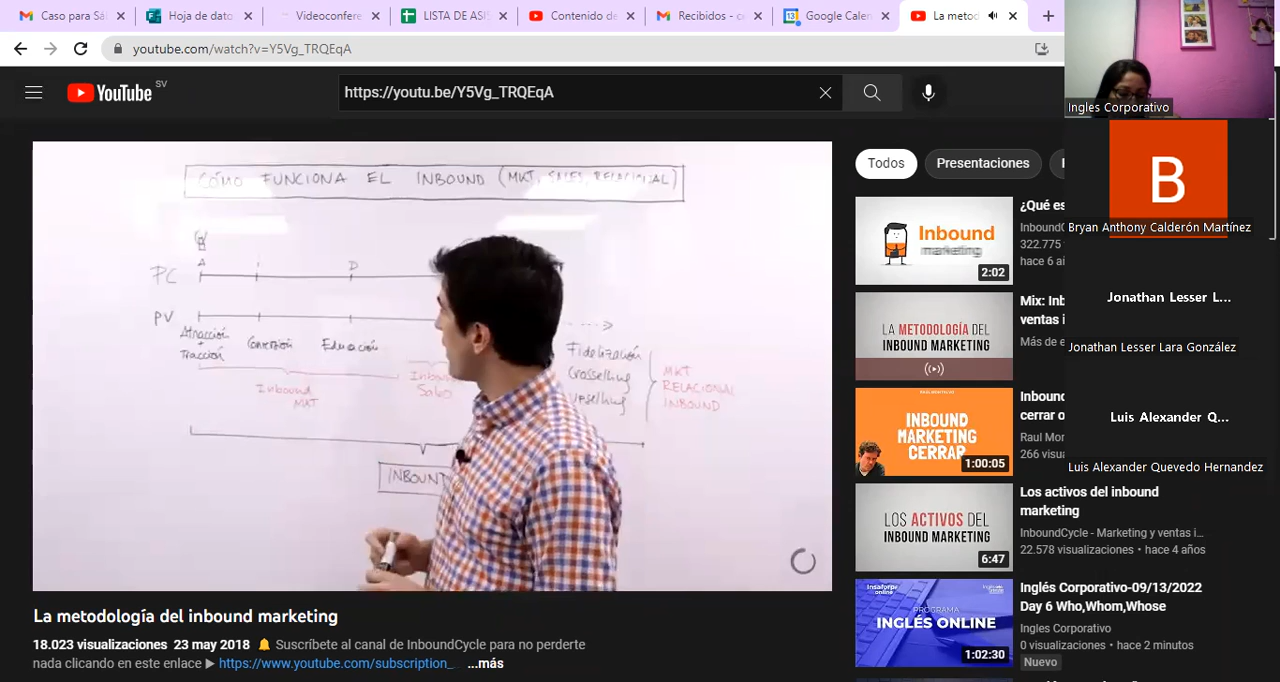 Caso para Sá
Hoja de dato
Videoconfere
LISTA DE ASI
Contenido de
Recibidos - c
Google Calen
La metoc
youtube.com/watch?v=Y5Vg_TRQEqA
YouTube SV
https://youtu.be/Y5Vg_TRQEqA
CÓMO FUNCIONA EL INBOUND (MKT, SALES, RELACIONAL)
A
D
PC
PV
Atracción + Tracción
Conversión
Educación
Inbound MKT
Inboun
Sales
Fidelización
Crosselling
Upselling
MKT
RELACIONAL
INBOUND
INBOUND
La metodología del inbound marketing
18.023 visualizaciones 23 may 2018 🔔 Suscríbete al canal de InboundCycle para no perderte
nada clicando en este enlace ▶ https://www.youtube.com/subscription_ ...más
Todos
Presentaciones
Inbound
marketing
2:02
¿Qué es
InboundC
322.775
hace 6 añ
LA METODOLOGÍA DEL
INBOUND MARKETING
Mix: Inb
ventas i
Más de e
INBOUND
MARKETING
CERRAR
1:00:05
Inbound
cerrar o
Raul Mor
266 visua
LOS ACTIVOS DEL
INBOUND MARKETING
6:47
Los activos del inbound
marketing
InboundCycle - Marketing y ventas i...
22.578 visualizaciones • hace 4 años
Insaforp online
PROGRAMA
INGLÉS ONLINE
1:02:30
Inglés Corporativo-09/13/2022
Day 6 Who,Whom,Whose
Ingles Corporativo
0 visualizaciones • hace 2 minutos
Nuevo
Ingles Corporativo
B
Bryan Anthony Calderón Martínez
Jonathan Lesser L...
Jonathan Lesser Lara González
Luis Alexander Q...
Luis Alexander Quevedo Hernandez